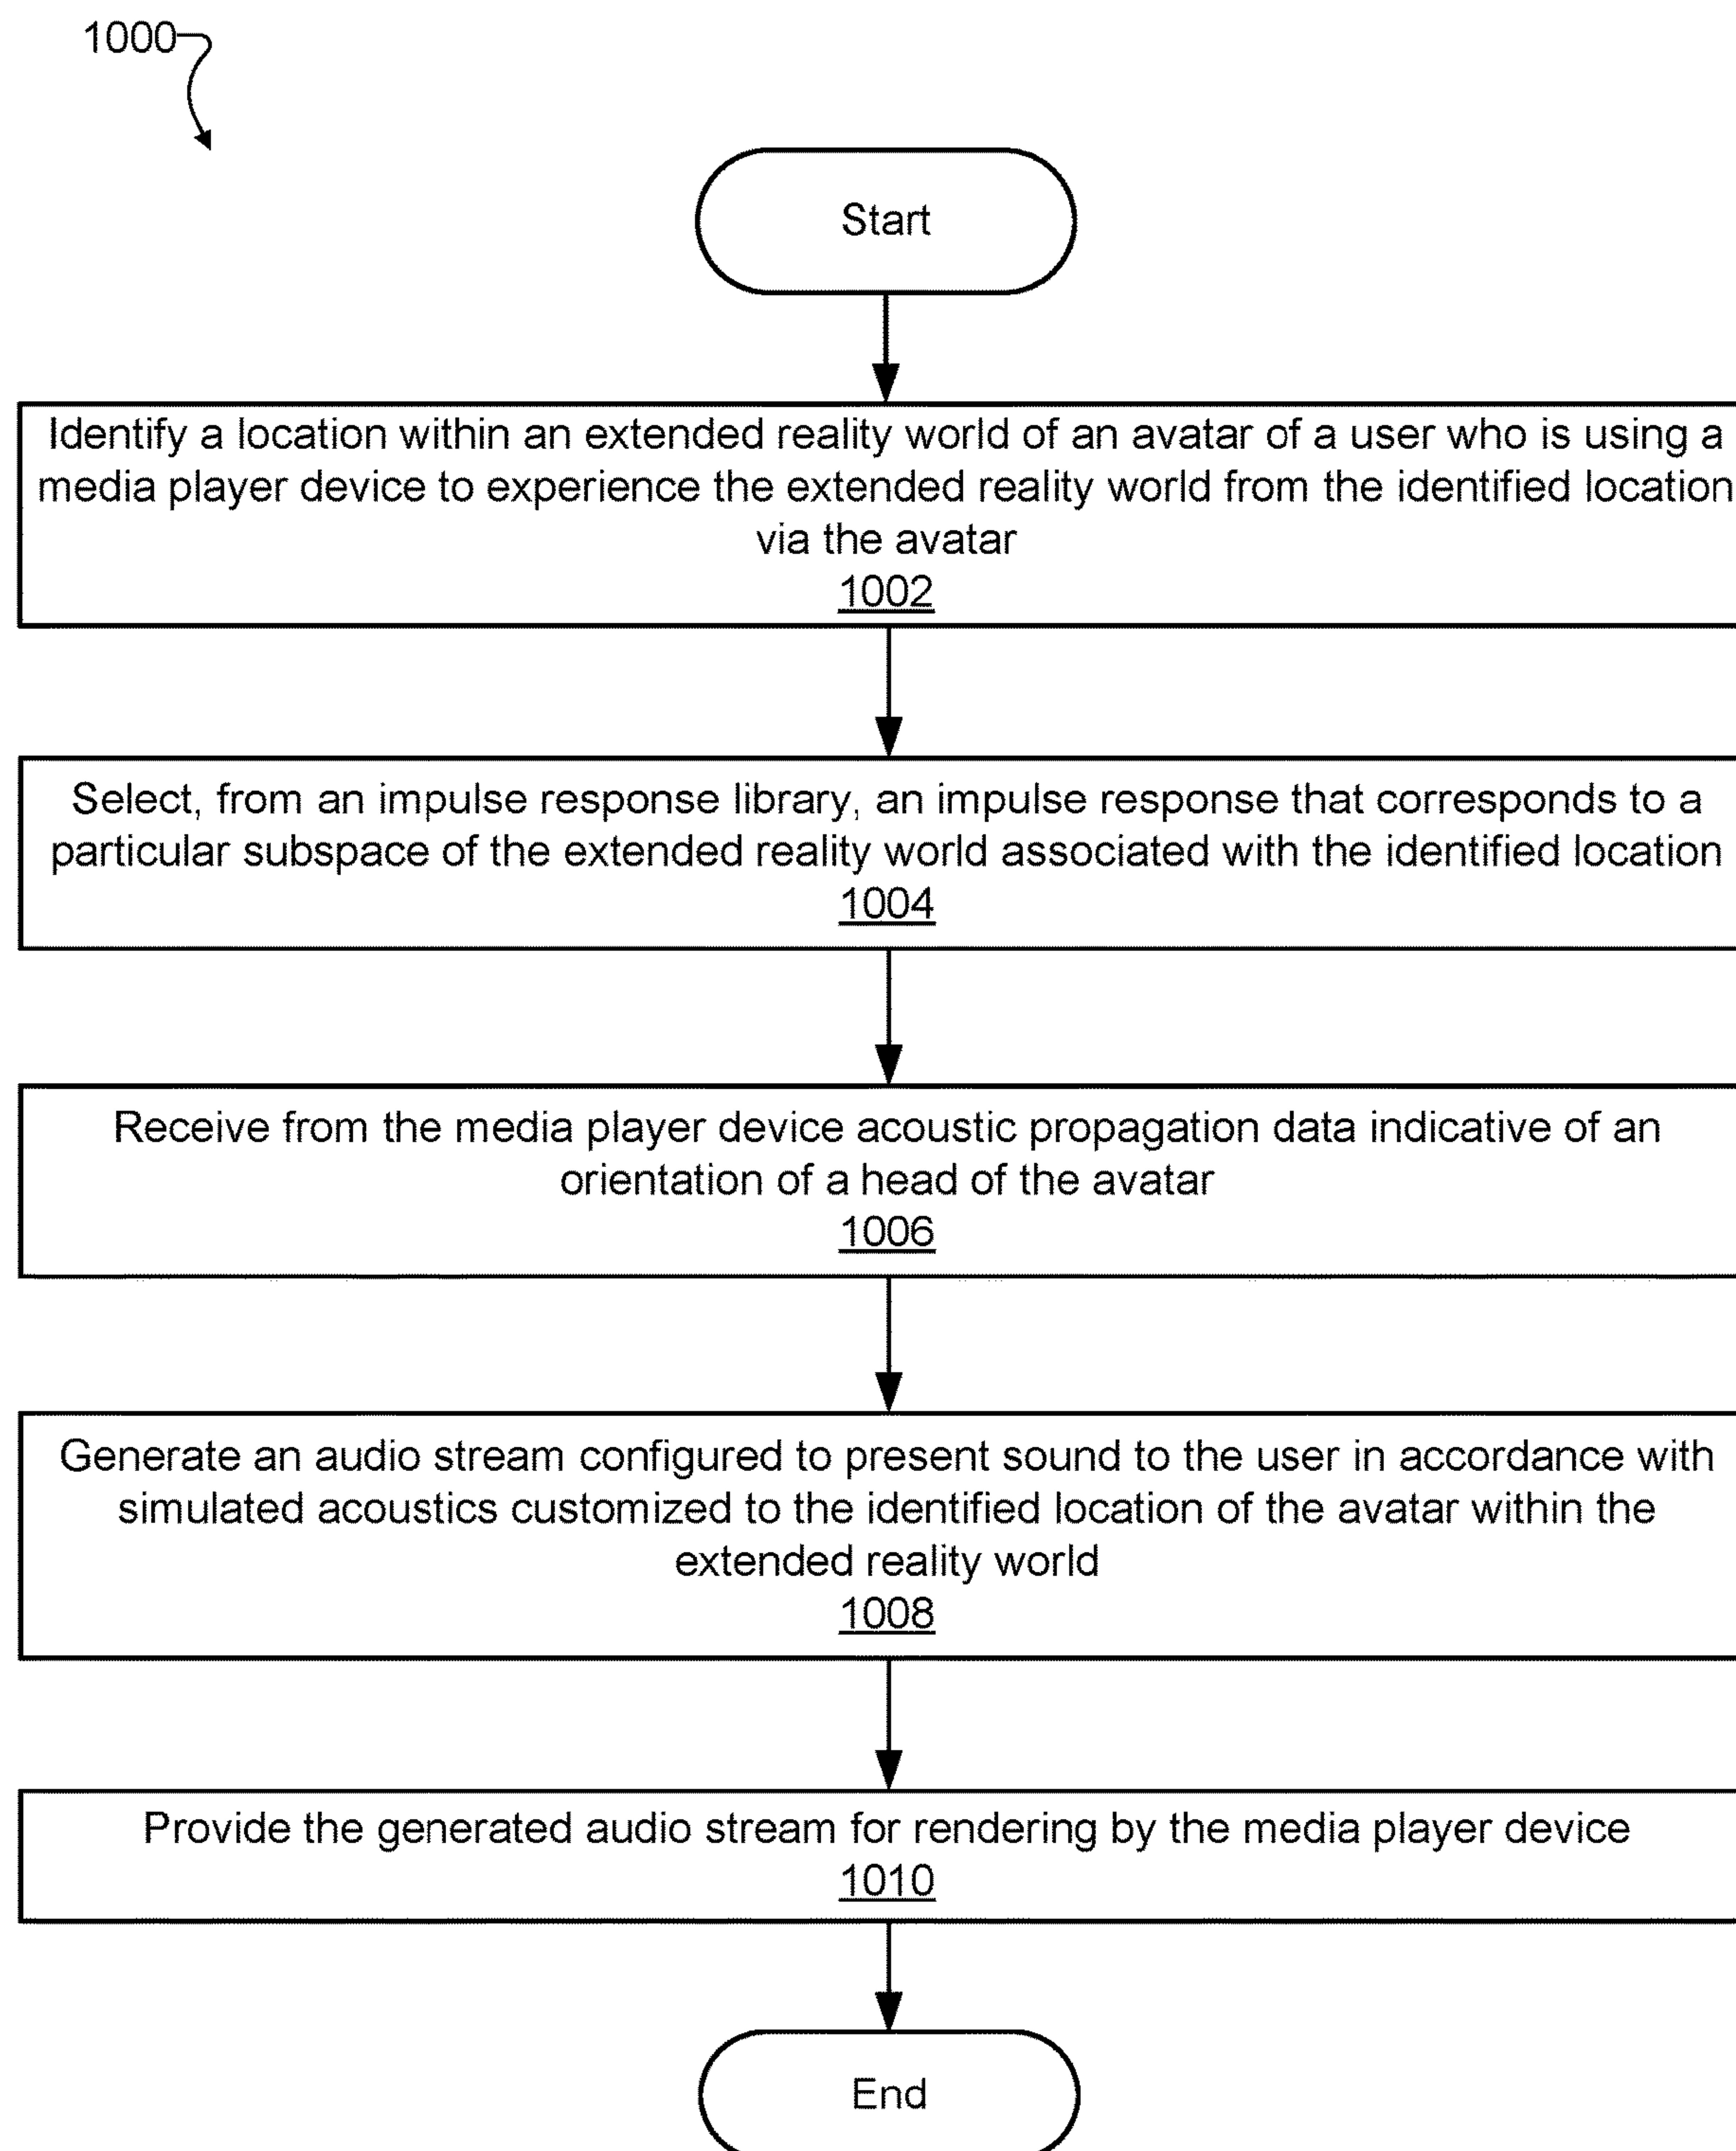 1000
Start
Identify a location within an extended reality world of an avatar of a user who is using a
media player device to experience the extended reality world from the identified location
via the avatar
1002
Select, from an impulse response library, an impulse response that corresponds to a
particular subspace of the extended reality world associated with the identified location
1004
Receive from the media player device acoustic propagation data indicative of an
orientation of a head of the avatar
1006
Generate an audio stream configured to present sound to the user in accordance with
simulated acoustics customized to the identified location of the avatar within the
extended reality world
1008
Provide the generated audio stream for rendering by the media player device
1010
End